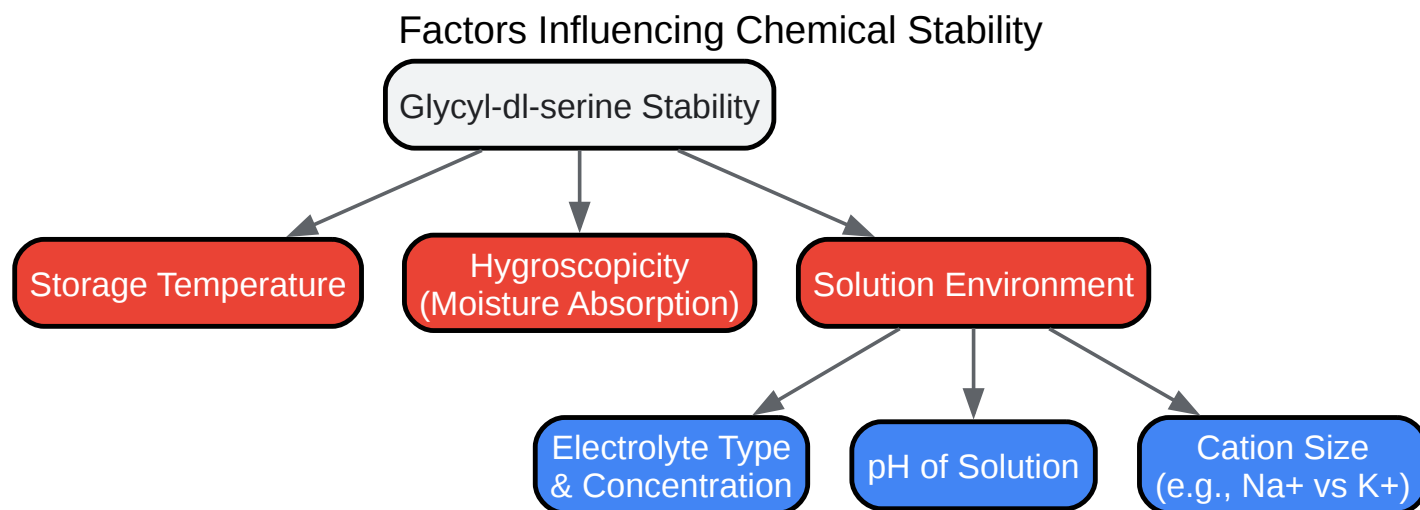 Factors Influencing Chemical Stability
Glycyl-dl-serine Stability
Storage Temperature
Hygroscopicity
(Moisture Absorption)
Solution Environment
Electrolyte Type
& Concentration
pH of Solution
Cation Size
(e.g., Na+ vs K+)